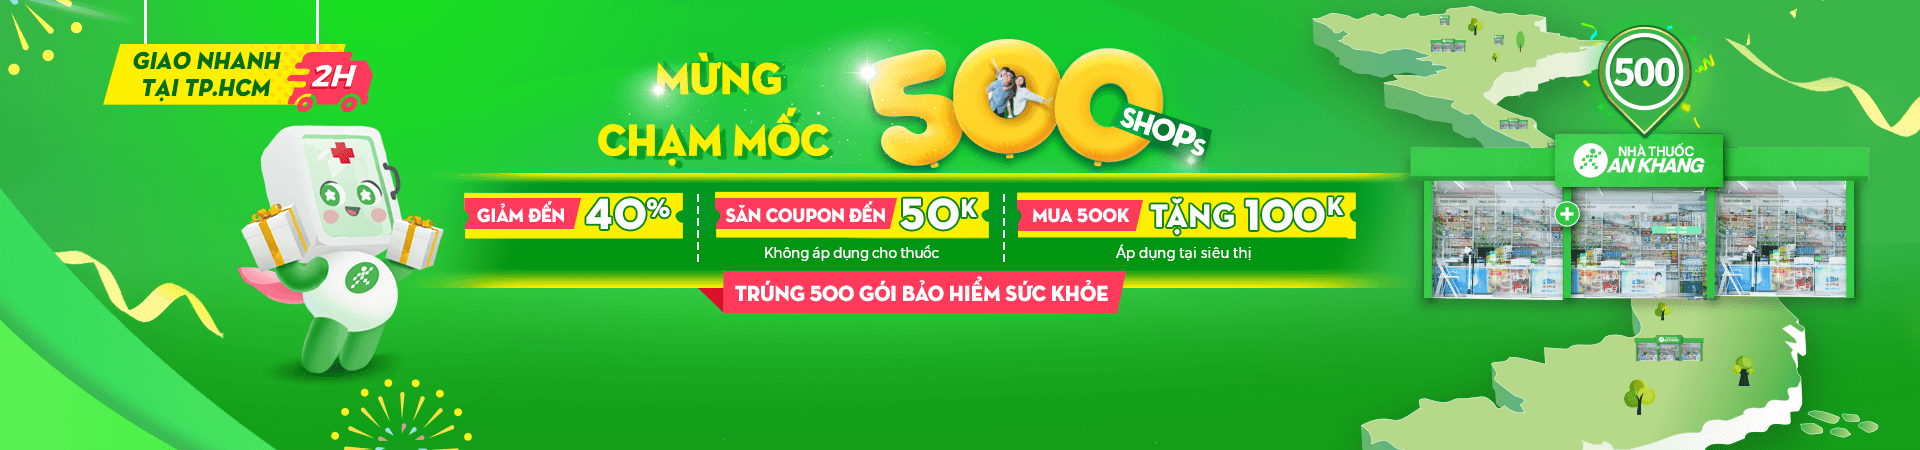 GIAO NHANH
TẠI TP.HCM
2H
MỪNG
CHẠM MỐC
500
SHOPs
GIẢM ĐẾN 40%
SĂN COUPON ĐẾN 50K
Không áp dụng cho thuốc
MUA 500K TẶNG 100K
Áp dụng tại siêu thị
TRÚNG 500 GÓI BẢO HIỂM SỨC KHỎE
500
NHÀ THUỐC
AN KHANG